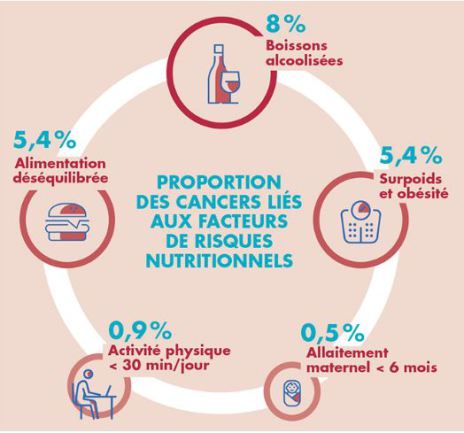 8%
Boissons
alcoolisées
5,4%
Alimentation
déséquilibrée
5,4%
Surpoids
et obésité
PROPORTION
DES CANCERS LIÉS
AUX FACTEURS
DE RISQUES
NUTRITIONNELS
0,9%
Activité physique
< 30 min/jour
0,5%
Allaitement
maternel < 6 mois